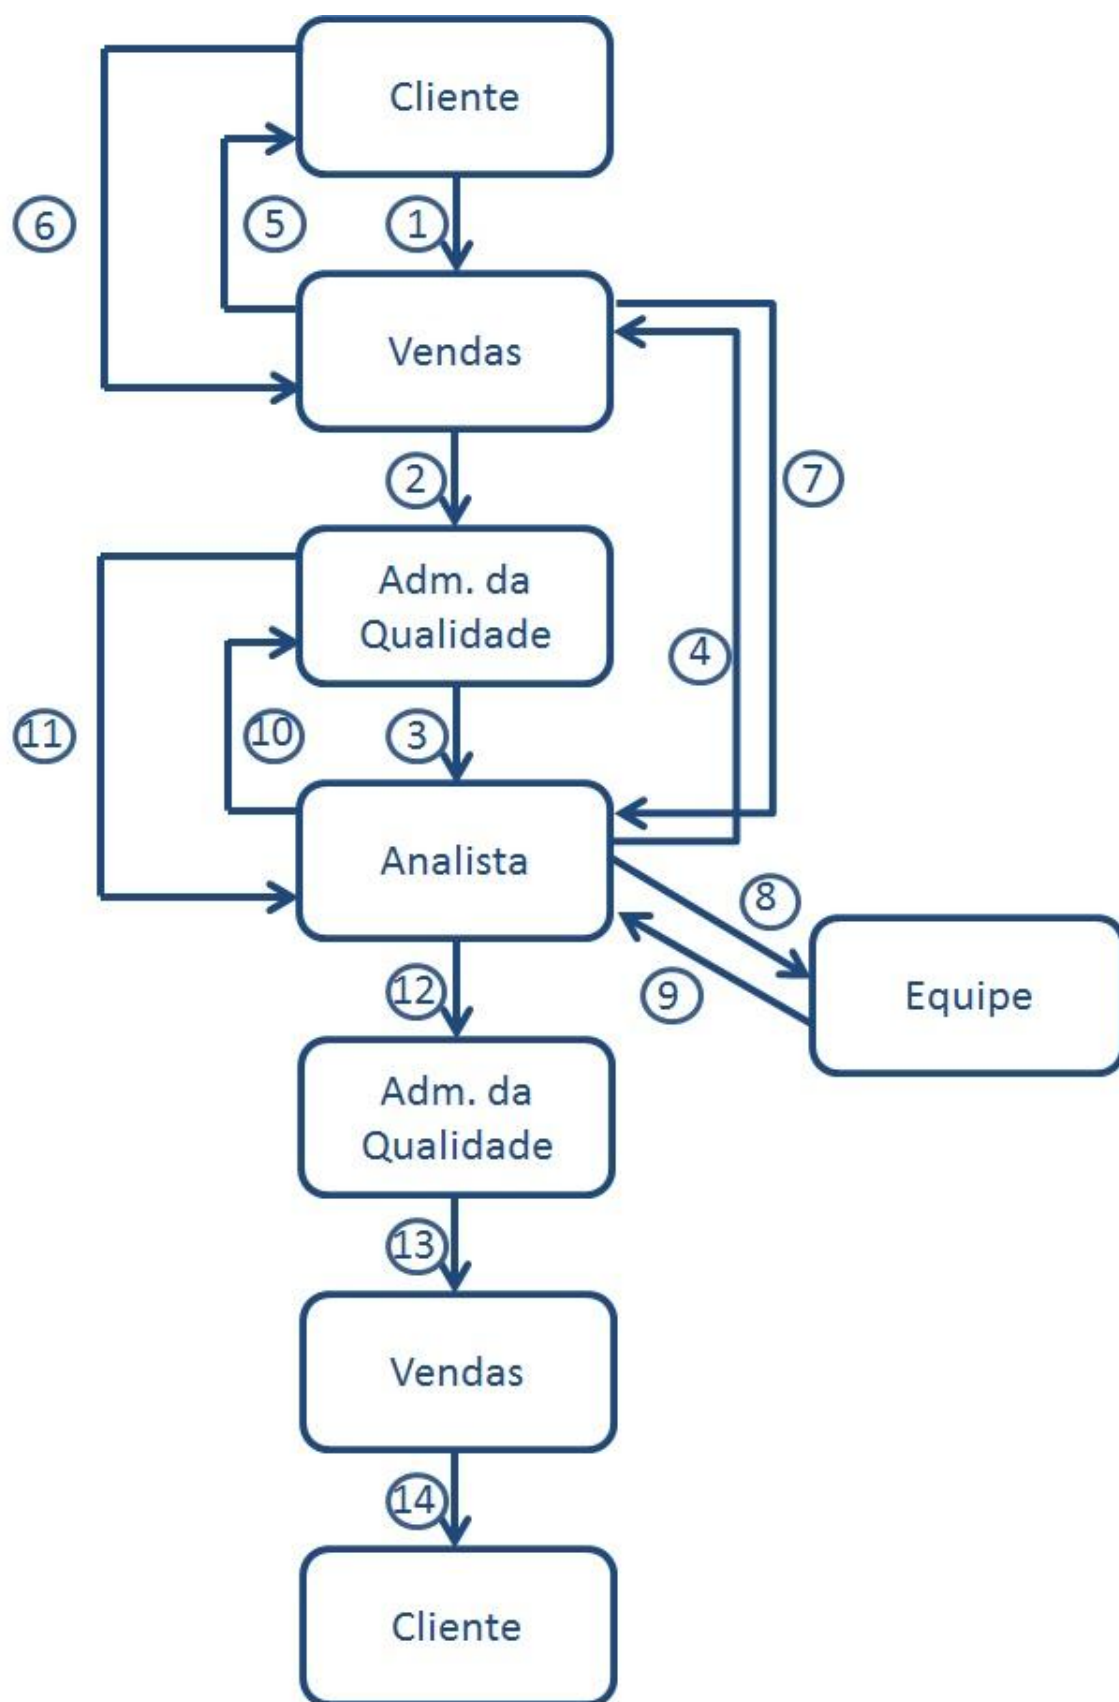 Cliente
6
5
1
Vendas
2
7
Adm. da
Qualidade
4
11
10
3
Analista
8
12
9
Equipe
Adm. da
Qualidade
13
Vendas
14
Cliente